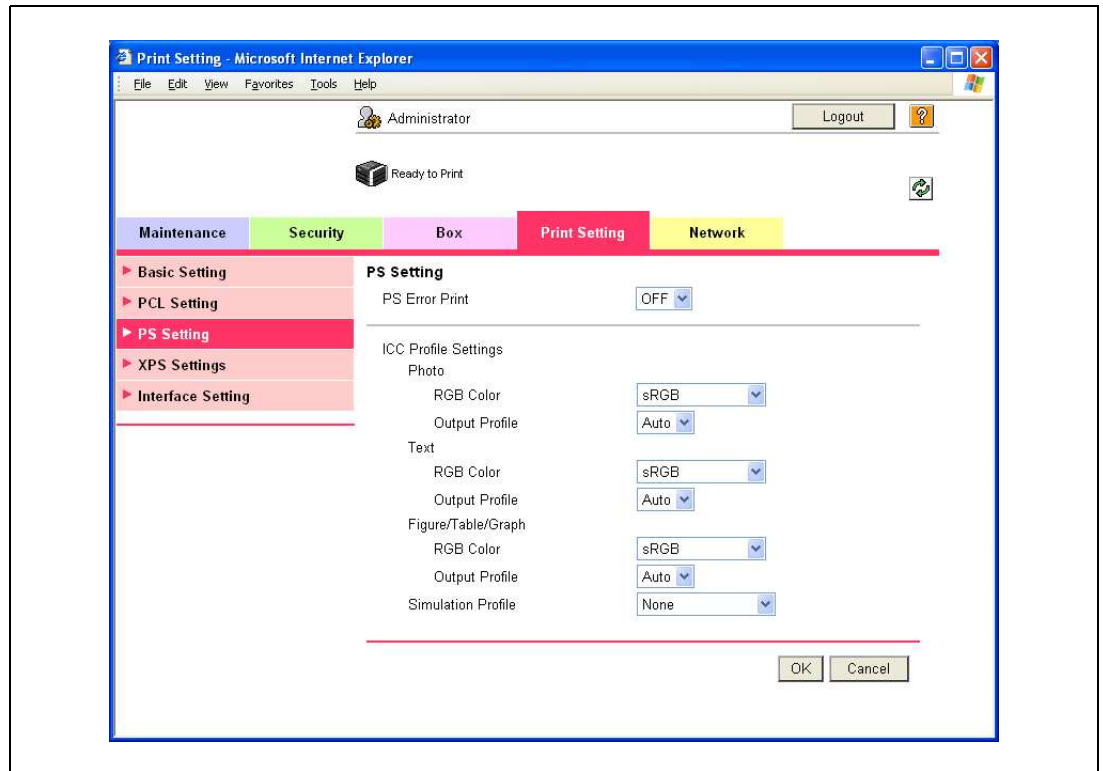 Print Setting - Microsoft Internet Explorer
File Edit View Favorites Tools Help
Administrator
Logout
?
Ready to Print
Maintenance Security Box Print Setting Network
Basic Setting
PCL Setting
PS Setting
XPS Settings
Interface Setting
PS Setting
PS Error Print OFF
ICC Profile Settings
Photo
RGB Color sRGB
Output Profile Auto
Text
RGB Color sRGB
Output Profile Auto
Figure/Table/Graph
RGB Color sRGB
Output Profile Auto
Simulation Profile None
OK Cancel